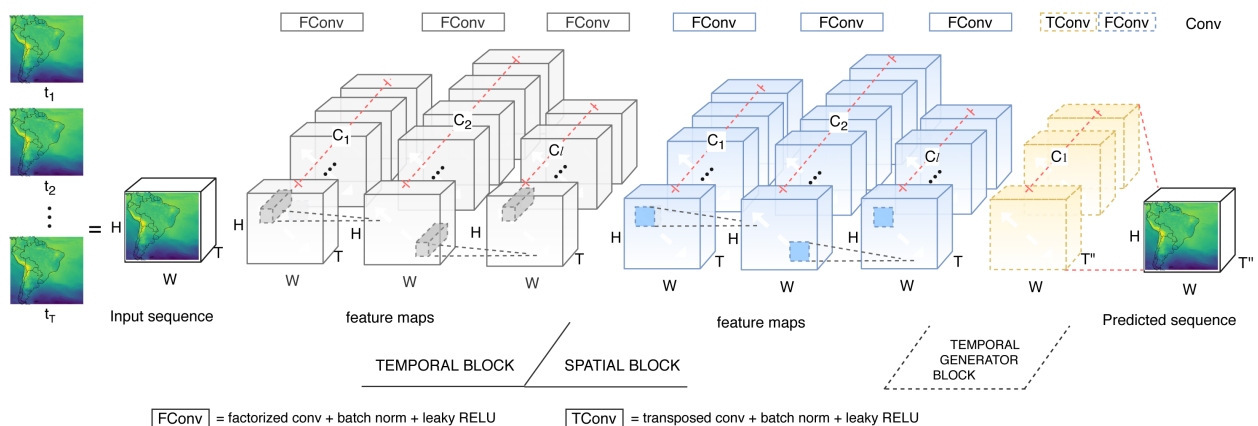 FConv FConv FConv FConv FConv FConv TConv FConv Conv
t1
t2
tT
=
H
W
T
Input sequence
C1
C2
Cl
H
W
H
W
T
H
W
T
feature maps
C1
C2
Cl
H
W
T
H
W
H
W
T
feature maps
C1
W
T"
H
W
T"
Predicted sequence
TEMPORAL BLOCK
SPATIAL BLOCK
TEMPORAL
GENERATOR
BLOCK
FConv = factorized conv + batch norm + leaky RELU
TConv = transposed conv + batch norm + leaky RELU